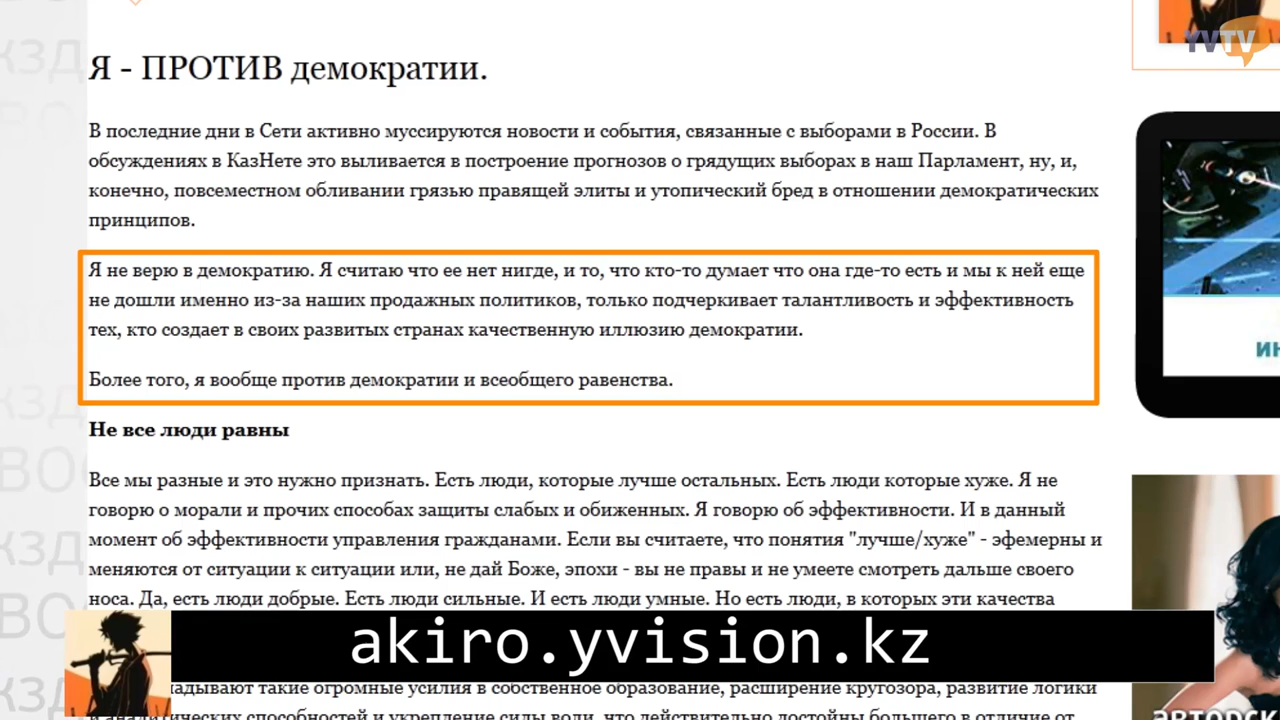 YVTV
Я - ПРОТИВ демократии.
В последние дни в Сети активно муссируются новости и события, связанные с выборами в России. В
обсуждениях в КазНете это выливается в построение прогнозов о грядущих выборах в наш Парламент, ну, и,
конечно, повсеместном обливании грязью правящей элиты и утопический бред в отношении демократических
принципов.
Я не верю в демократию. Я считаю что ее нет нигде, и то, что кто-то думает что она где-то есть и мы к ней еще
не дошли именно из-за наших продажных политиков, только подчеркивает талантливость и эффективность
тех, кто создает в своих развитых странах качественную иллюзию демократии.
Более того, я вообще против демократии и всеобщего равенства.
Не все люди равны
Все мы разные и это нужно признать. Есть люди, которые лучше остальных. Есть люди которые хуже. Я не
говорю о морали и прочих способах защиты слабых и обиженных. Я говорю об эффективности. И в данный
момент об эффективности управления гражданами. Если вы считаете, что понятия "лучше/хуже" - эфемерны и
меняются от ситуации к ситуации или, не дай Боже, эпохи - вы не правы и не умеете смотреть дальше своего
носа. Да, есть люди добрые. Есть люди сильные. И есть люди умные. Но есть люди, в которых эти качества
akiro.yvision.kz
такие огромные усилия в собственное образование, расширение кругозора, развитие логики
способностей и укрепление силы воли, что действительно достойны большего в отличие от